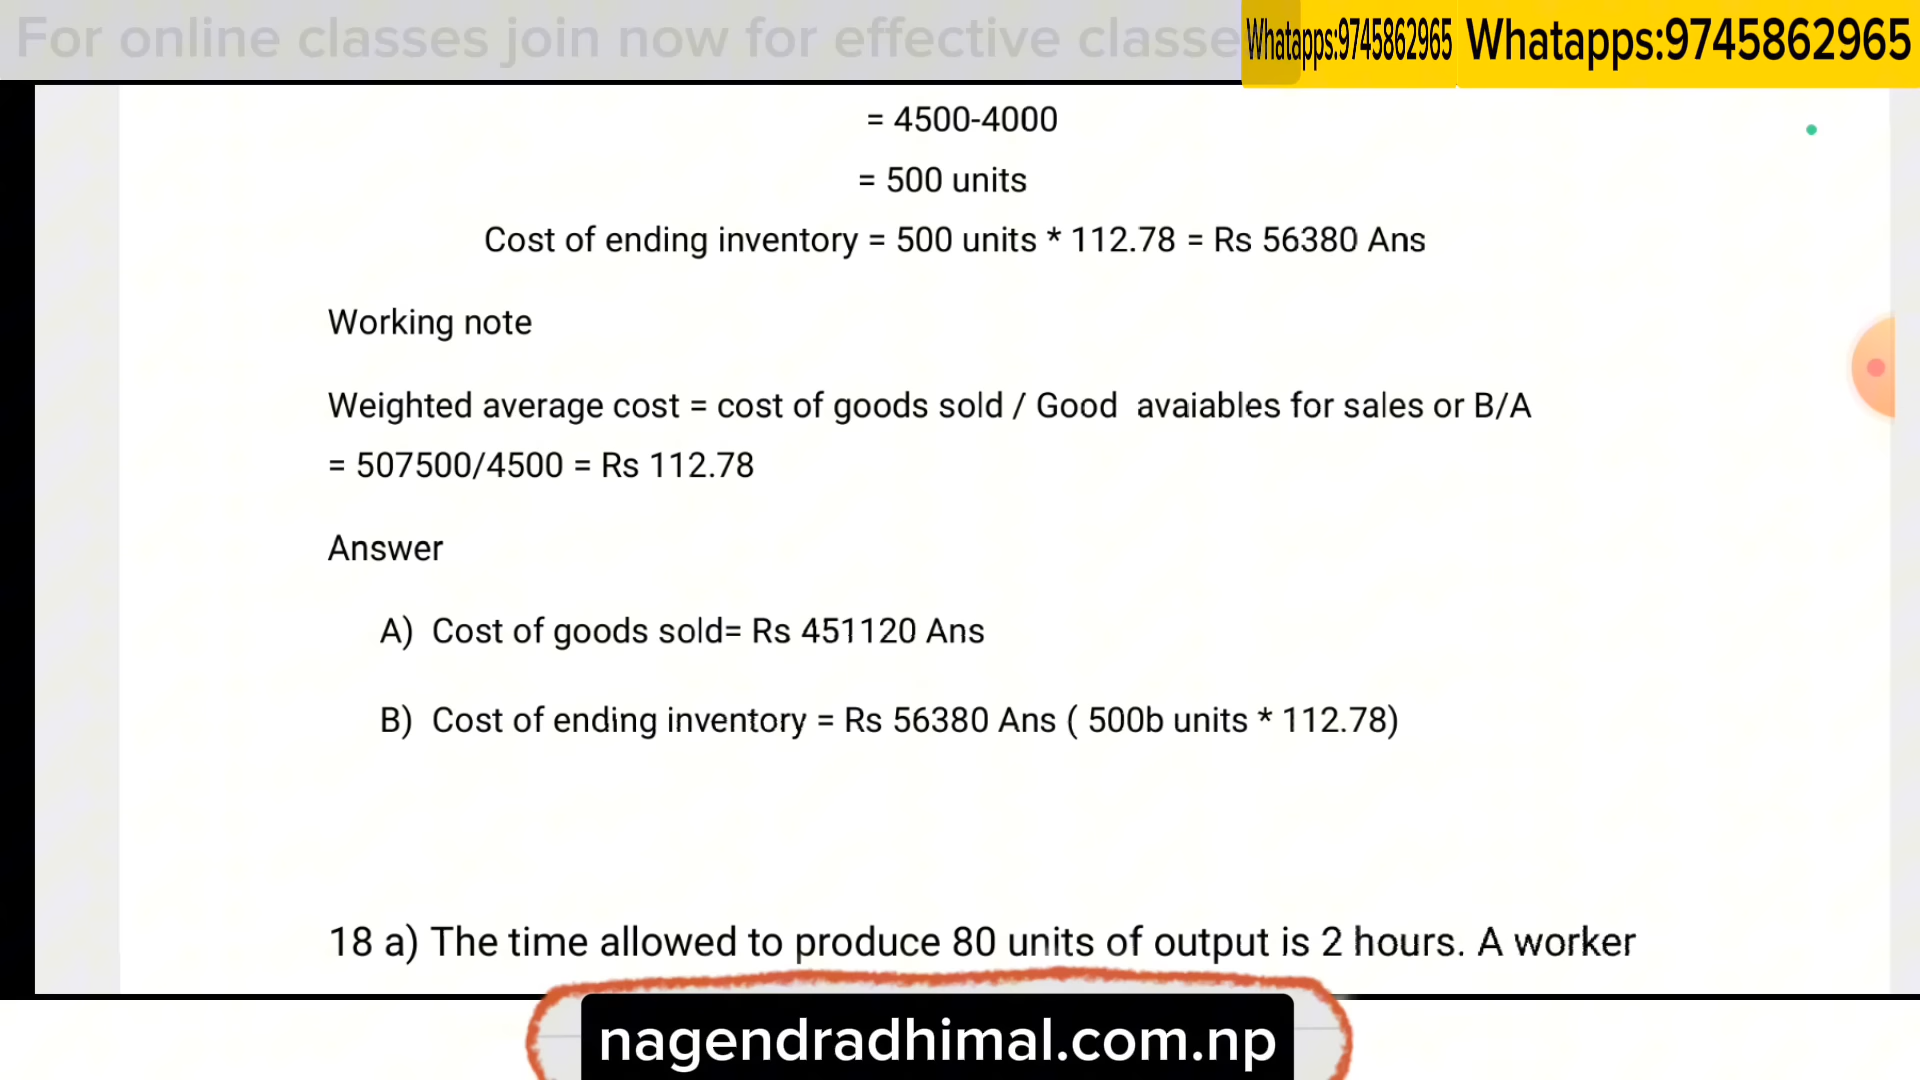 For online classes join now for effective classe
Whatapps:9745862965 Whatapps:9745862965
= 4500-4000
= 500 units
Cost of ending inventory = 500 units * 112.78 = Rs 56380 Ans
Working note
Weighted average cost = cost of goods sold / Good avaiables for sales or B/A
= 507500/4500 = Rs 112.78
Answer
A) Cost of goods sold= Rs 451120 Ans
B) Cost of ending inventory = Rs 56380 Ans ( 500b units * 112.78)
18 a) The time allowed to produce 80 units of output is 2 hours. A worker
nagendradhimal.com.np